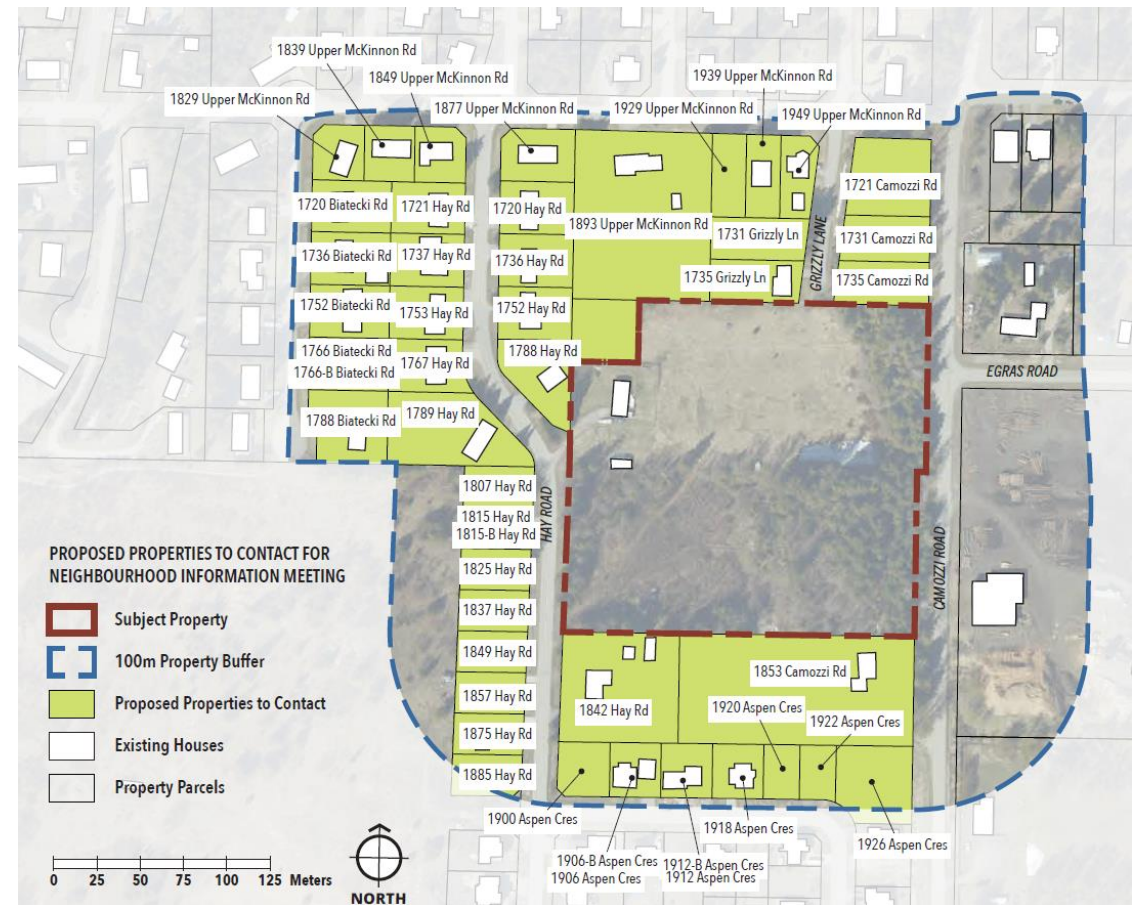 1839 Upper McKinnon Rd
1849 Upper McKinnon Rd
1939 Upper McKinnon Rd
1829 Upper McKinnon Rd
1877 Upper McKinnon Rd
1929 Upper McKinnon Rd
1949 Upper McKinnon Rd
1720 Biatecki Rd
1721 Hay Rd
1720 Hay Rd
1893 Upper McKinnon Rd
1731 Grizzly Ln
GRIZZLY LANE
1721 Camozzi Rd
1736 Biatecki Rd
1737 Hay Rd
1736 Hay Rd
1735 Grizzly Ln
1731 Camozzi Rd
1735 Camozzi Rd
1752 Biatecki Rd
1753 Hay Rd
1752 Hay Rd
1766 Biatecki Rd
1766-B Biatecki Rd
1767 Hay Rd
1788 Hay Rd
EGRAS ROAD
1788 Biatecki Rd
1789 Hay Rd
1807 Hay Rd
1815 Hay Rd
1815-B Hay Rd
HAY ROAD
1825 Hay Rd
1837 Hay Rd
1849 Hay Rd
1857 Hay Rd
1875 Hay Rd
1885 Hay Rd
CAMOZZI ROAD
1853 Camozzi Rd
1842 Hay Rd
1920 Aspen Cres
1922 Aspen Cres
1900 Aspen Cres
1918 Aspen Cres
1926 Aspen Cres
1906-B Aspen Cres
1906 Aspen Cres
1912-B Aspen Cres
1912 Aspen Cres
PROPOSED PROPERTIES TO CONTACT FOR
NEIGHBOURHOOD INFORMATION MEETING
Subject Property
100m Property Buffer
Proposed Properties to Contact
Existing Houses
Property Parcels
0 25 50 75 100 125 Meters
NORTH